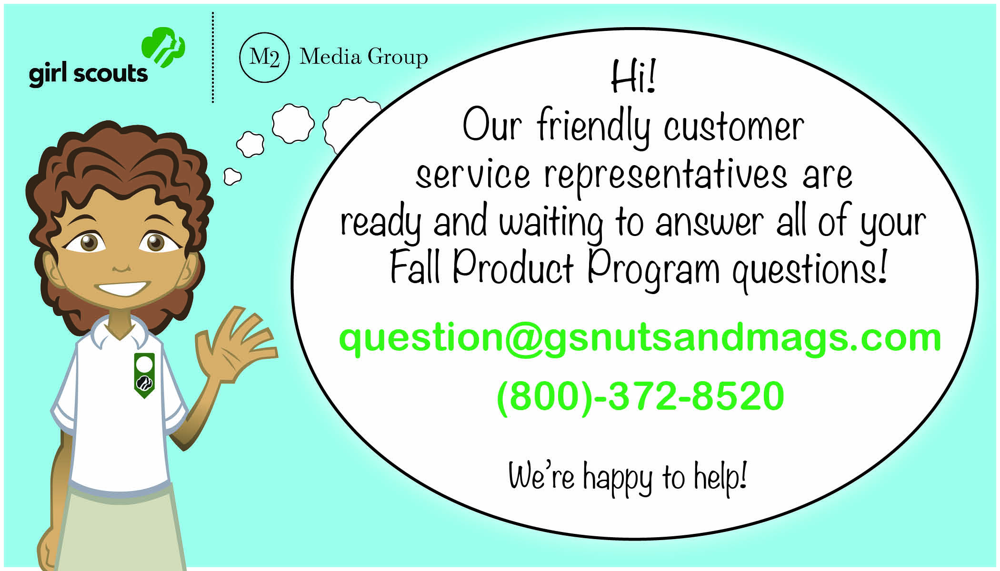 girl scouts
M2 Media Group
Hi!
Our friendly customer
service representatives are
ready and waiting to answer all of your
Fall Product Program questions!
question@gsnutsandmags.com
(800)-372-8520
We're happy to help!